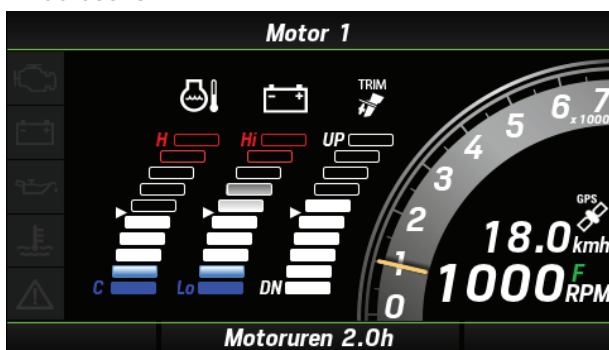 Motor 1
TRIM
H Hi UP
C Lo DN
0
1
2
3
4
5
6
7
x 1000
GPS
18.0 kmh
F
1000 RPM
Motoruren 2.0h